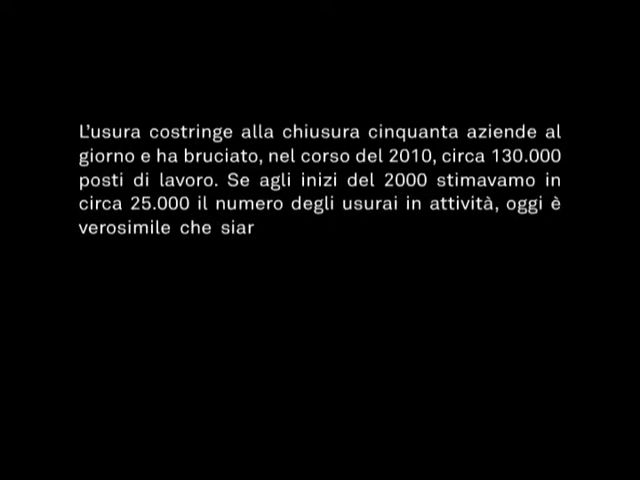 L'usura costringe alla chiusura cinquanta aziende al
giorno e ha bruciato, nel corso del 2010, circa 130.000
posti di lavoro. Se agli inizi del 2000 stimavamo in
circa 25.000 il numero degli usurai in attività, oggi è
verosimile che siar